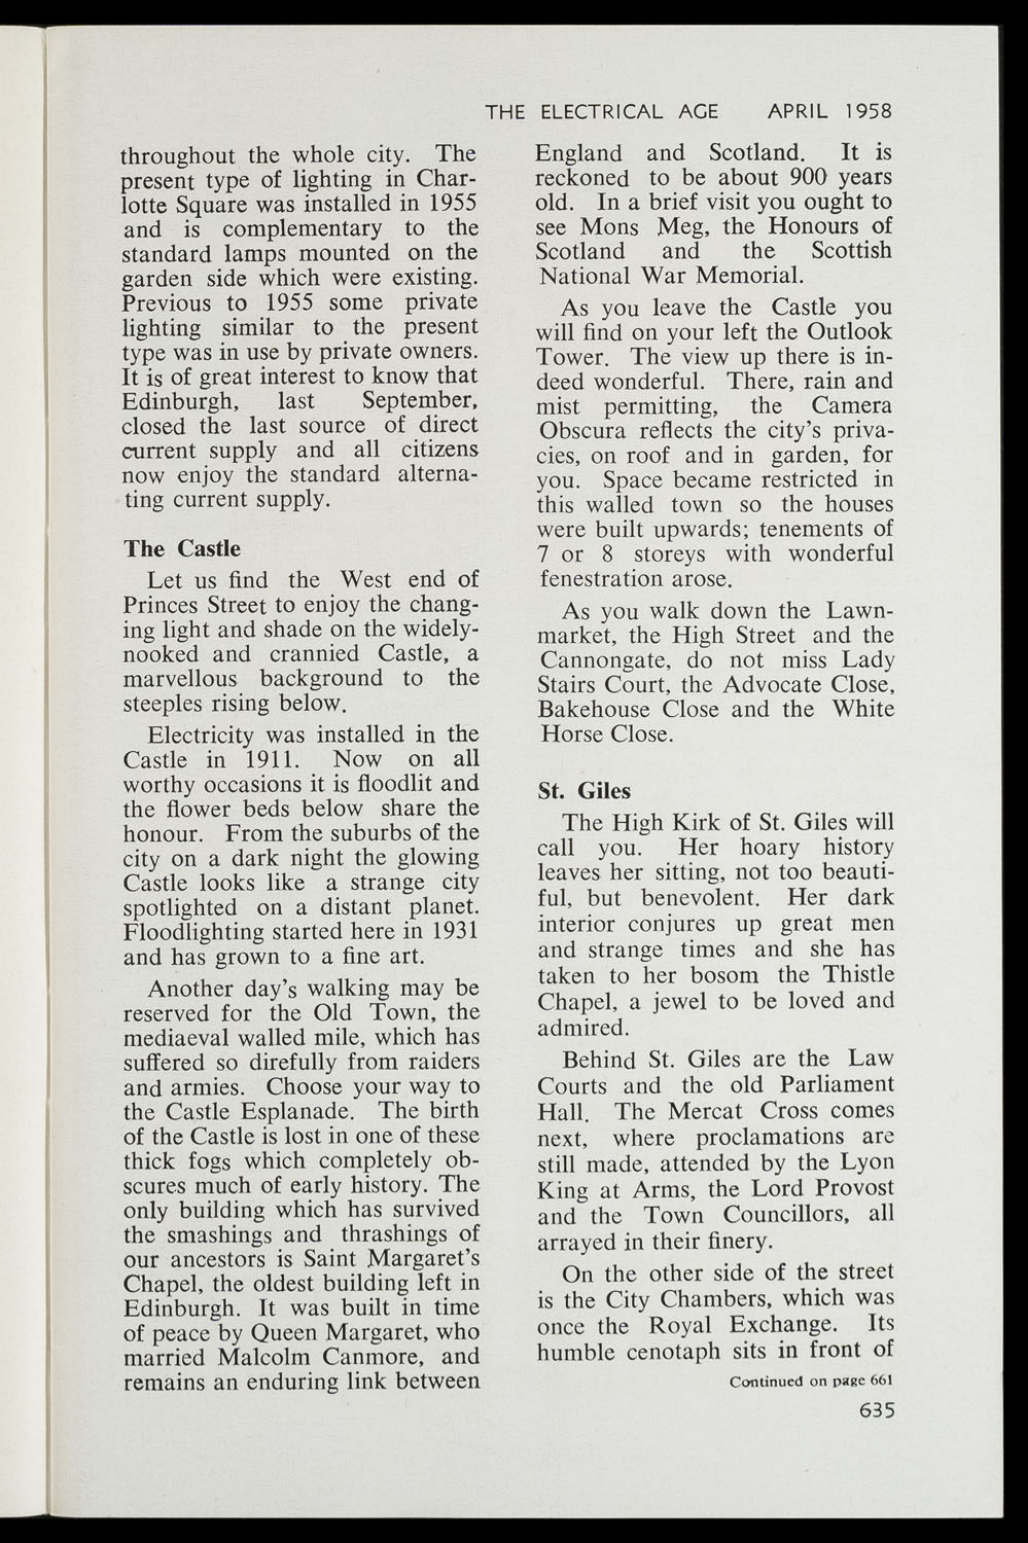 THE ELECTRICAL AGE APRIL 1958
throughout the whole city. The
present type of lighting in Char-
lotte Square was installed in 1955
and is complementary to the
standard lamps mounted on the
garden side which were existing.
Previous to 1955 some private
lighting similar to the present
type was in use by private owners.
It is of great interest to know that
Edinburgh, last September,
closed the last source of direct
current supply and all citizens
now enjoy the standard alterna-
ting current supply.
The Castle
Let us find the West end of
Princes Street to enjoy the chang-
ing light and shade on the widely-
nooked and crannied Castle, a
marvellous background to the
steeples rising below.
Electricity was installed in the
Castle in 1911. Now on all
worthy occasions it is floodlit and
the flower beds below share the
honour. From the suburbs of the
city on a dark night the glowing
Castle looks like a strange city
spotlighted on a distant planet.
Floodlighting started here in 1931
and has grown to a fine art.
Another day's walking may be
reserved for the Old Town, the
mediaeval walled mile, which has
suffered so direfully from raiders
and armies. Choose your way to
the Castle Esplanade. The birth
of the Castle is lost in one of these
thick fogs which completely ob-
scures much of early history. The
only building which has survived
the smashings and thrashings of
our ancestors is Saint Margaret's
Chapel, the oldest building left in
Edinburgh. It was built in time
of peace by Queen Margaret, who
married Malcolm Canmore, and
remains an enduring link between
England and Scotland. It is
reckoned to be about 900 years
old. In a brief visit you ought to
see Mons Meg, the Honours of
Scotland and the Scottish
National War Memorial.
As you leave the Castle you
will find on your left the Outlook
Tower. The view up there is in-
deed wonderful. There, rain and
mist permitting, the Camera
Obscura reflects the city's priva-
cies, on roof and in garden, for
you. Space became restricted in
this walled town so the houses
were built upwards; tenements of
7 or 8 storeys with wonderful
fenestration arose.
As you walk down the Lawn-
market, the High Street and the
Cannongate, do not miss Lady
Stairs Court, the Advocate Close,
Bakehouse Close and the White
Horse Close.
St. Giles
The High Kirk of St. Giles will
call you. Her hoary history
leaves her sitting, not too beauti-
ful, but benevolent. Her dark
interior conjures up great men
and strange times and she has
taken to her bosom the Thistle
Chapel, a jewel to be loved and
admired.
Behind St. Giles are the Law
Courts and the old Parliament
Hall. The Mercat Cross comes
next, where proclamations are
still made, attended by the Lyon
King at Arms, the Lord Provost
and the Town Councillors, all
arrayed in their finery.
On the other side of the street
is the City Chambers, which was
once the Royal Exchange. Its
humble cenotaph sits in front of
Continued on page 661
635